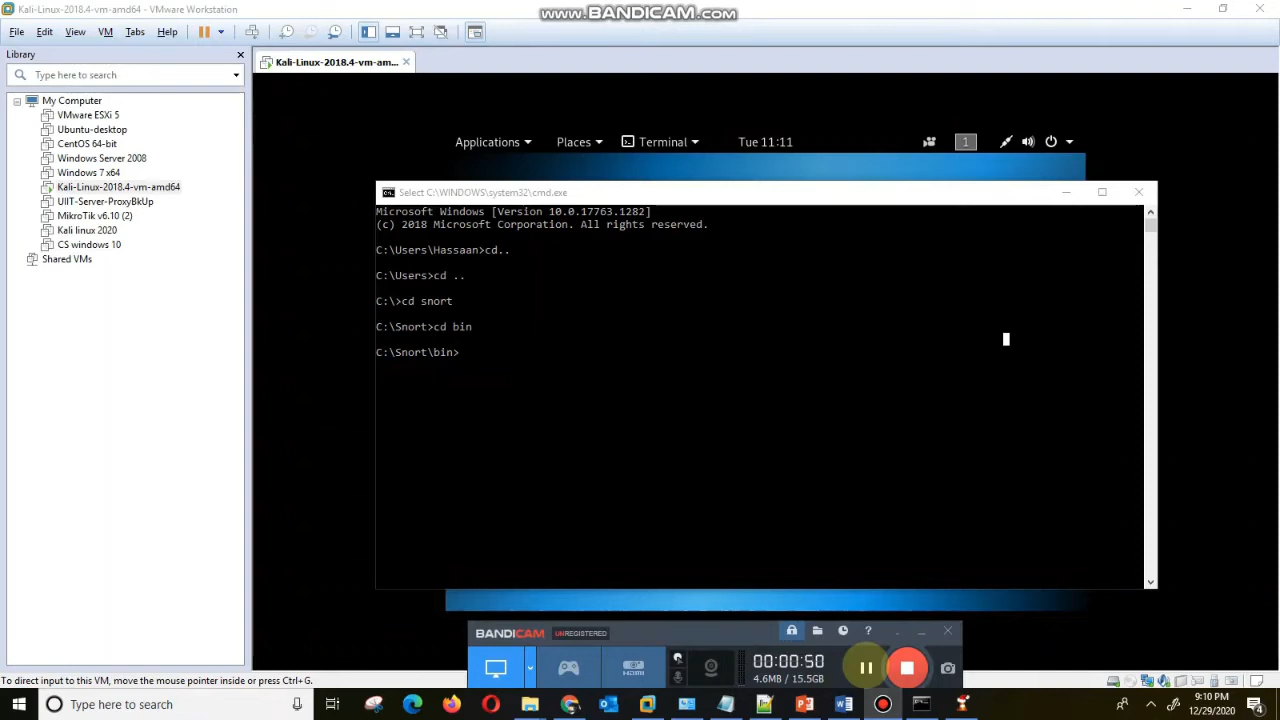 Kali-Linux-2018.4-vm-amd64 - VMware Workstation
www.BANDICAM.com
File Edit View VM Tabs Help
Library
Kali-Linux-2018.4-vm-am...
Type here to search
My Computer
VMware ESXi 5
Ubuntu-desktop
CentOS 64-bit
Windows Server 2008
Windows 7 x64
Kali-Linux-2018.4-vm-amd64
UIIT-Server-ProxyBkUp
MikroTik v6.10 (2)
Kali linux 2020
CS windows 10
Shared VMs
Applications Places Terminal Tue 11:11 1
Select C:\WINDOWS\system32\cmd.exe
Microsoft Windows [Version 10.0.17763.1282]
(c) 2018 Microsoft Corporation. All rights reserved.
C:\Users\Hassaan>cd..
C:\Users>cd ..
C:\>cd snort
C:\Snort>cd bin
C:\Snort\bin>
BANDICAM UNREGISTERED
HDMI
00:00:50
4.6MB / 15.5GB
To direct input to this VM, move the mouse pointer inside or press Ctrl+G.
Type here to search
9:10 PM
12/29/2020